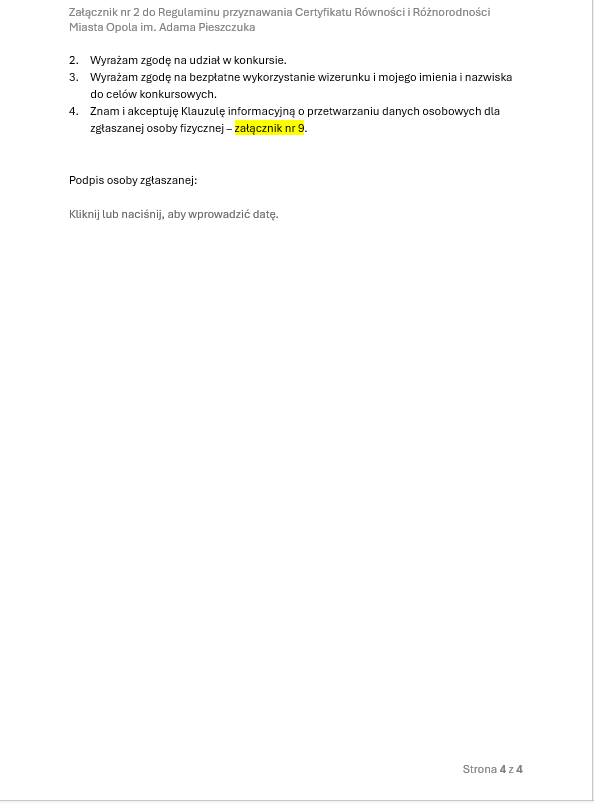 Załącznik nr 2 do Regulaminu przyznawania Certyfikatu Równości i Różnorodności
Miasta Opola im. Adama Pieszczuka
2. Wyrażam zgodę na udział w konkursie.
3. Wyrażam zgodę na bezpłatne wykorzystanie wizerunku i mojego imienia i nazwiska
do celów konkursowych.
4. Znam i akceptuję Klauzulę informacyjną o przetwarzaniu danych osobowych dla
zgłaszanej osoby fizycznej – załącznik nr 9.
Podpis osoby zgłaszanej:
Kliknij lub naciśnij, aby wprowadzić datę.
Strona 4 z 4